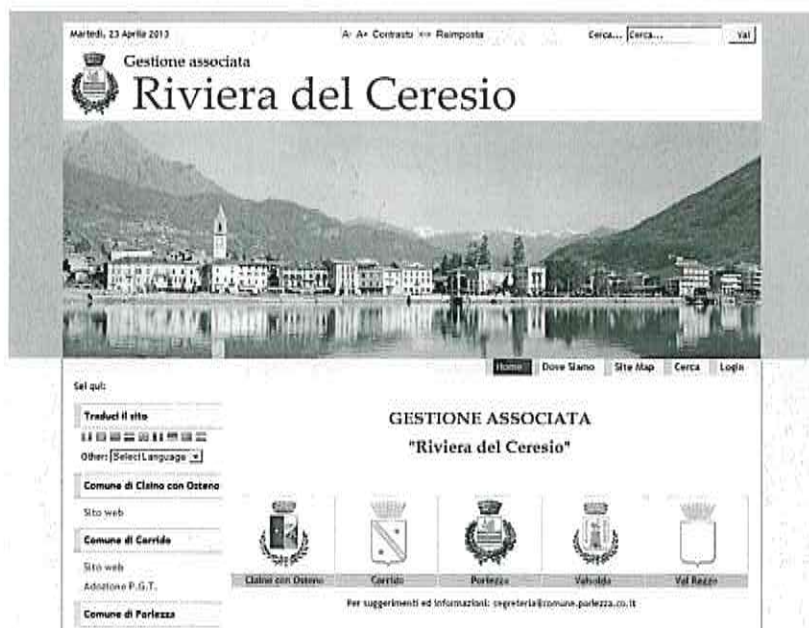 Martedì, 23 Aprile 2013
A- A+ Contrasto <-> Reimposta
Cerca... Cerca... Vai
Gestione associata
Riviera del Ceresio
Home Dove Siamo Site Map Cerca Login
Sei qui:
Traduci il sito
Other: Select Language
Comune di Claino con Osteno
Sito web
Comune di Corrido
Sito web
Adozione P.G.T.
Comune di Porlezza
GESTIONE ASSOCIATA
"Riviera del Ceresio"
Claino con Osteno Corrido Porlezza Valsolda Val Rezzo
Per suggerimenti ed informazioni: segreteria@comune.porlezza.co.it